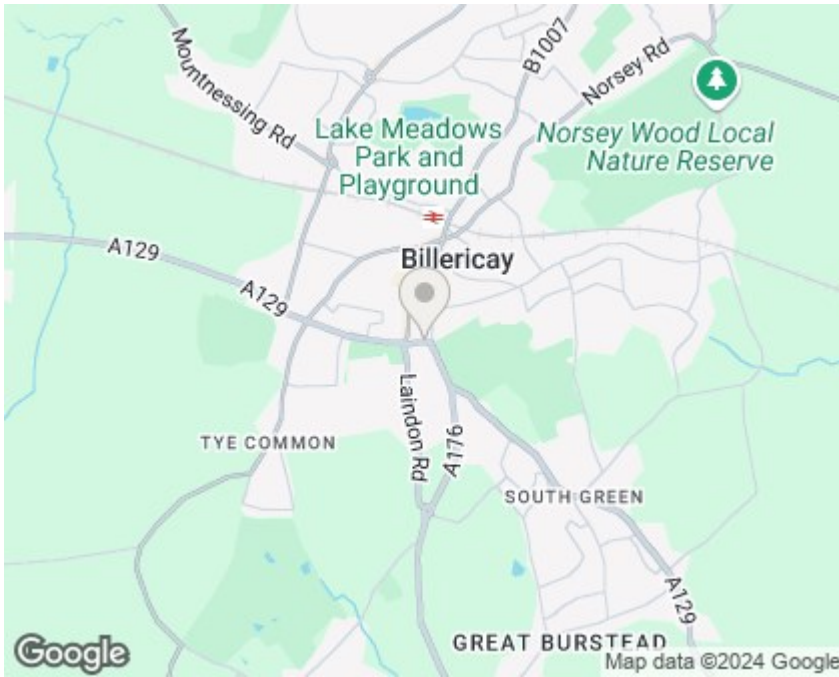 Mountnessing Rd
B1007
Norsey Rd
Lake Meadows
Park and
Playground
Norsey Wood Local
Nature Reserve
A129
Billericay
A129
Laindon Rd
A176
TYE COMMON
SOUTH GREEN
A129
GREAT BURSTEAD
Google
Map data ©2024 Google